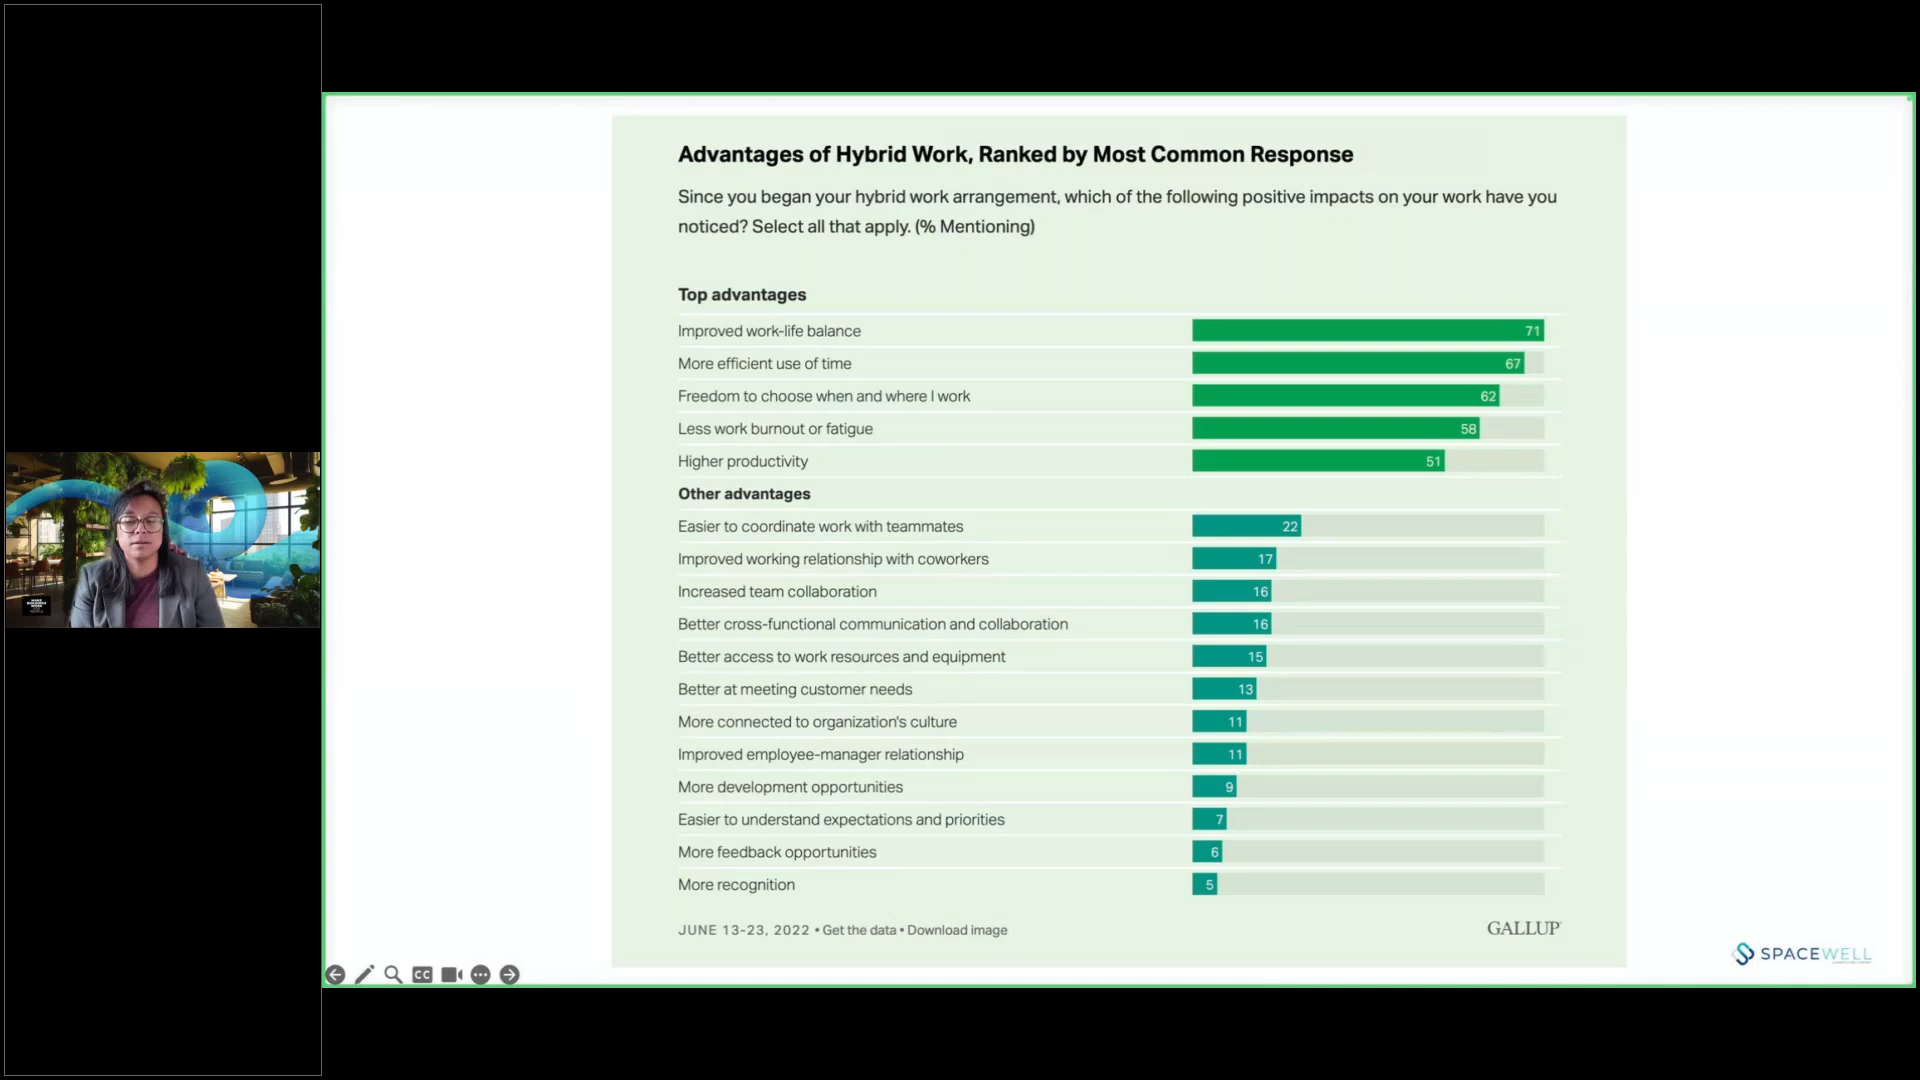 Advantages of Hybrid Work, Ranked by Most Common Response
Since you began your hybrid work arrangement, which of the following positive impacts on your work have you
noticed? Select all that apply. (% Mentioning)
Top advantages
Improved work-life balance 71
More efficient use of time 67
Freedom to choose when and where I work 62
Less work burnout or fatigue 58
Higher productivity 51
Other advantages
Easier to coordinate work with teammates 22
Improved working relationship with coworkers 17
Increased team collaboration 16
Better cross-functional communication and collaboration 16
Better access to work resources and equipment 15
Better at meeting customer needs 13
More connected to organization's culture 11
Improved employee-manager relationship 11
More development opportunities 9
Easier to understand expectations and priorities 7
More feedback opportunities 6
More recognition 5
JUNE 13-23, 2022 • Get the data • Download image
GALLUP
SPACEWELL
CC